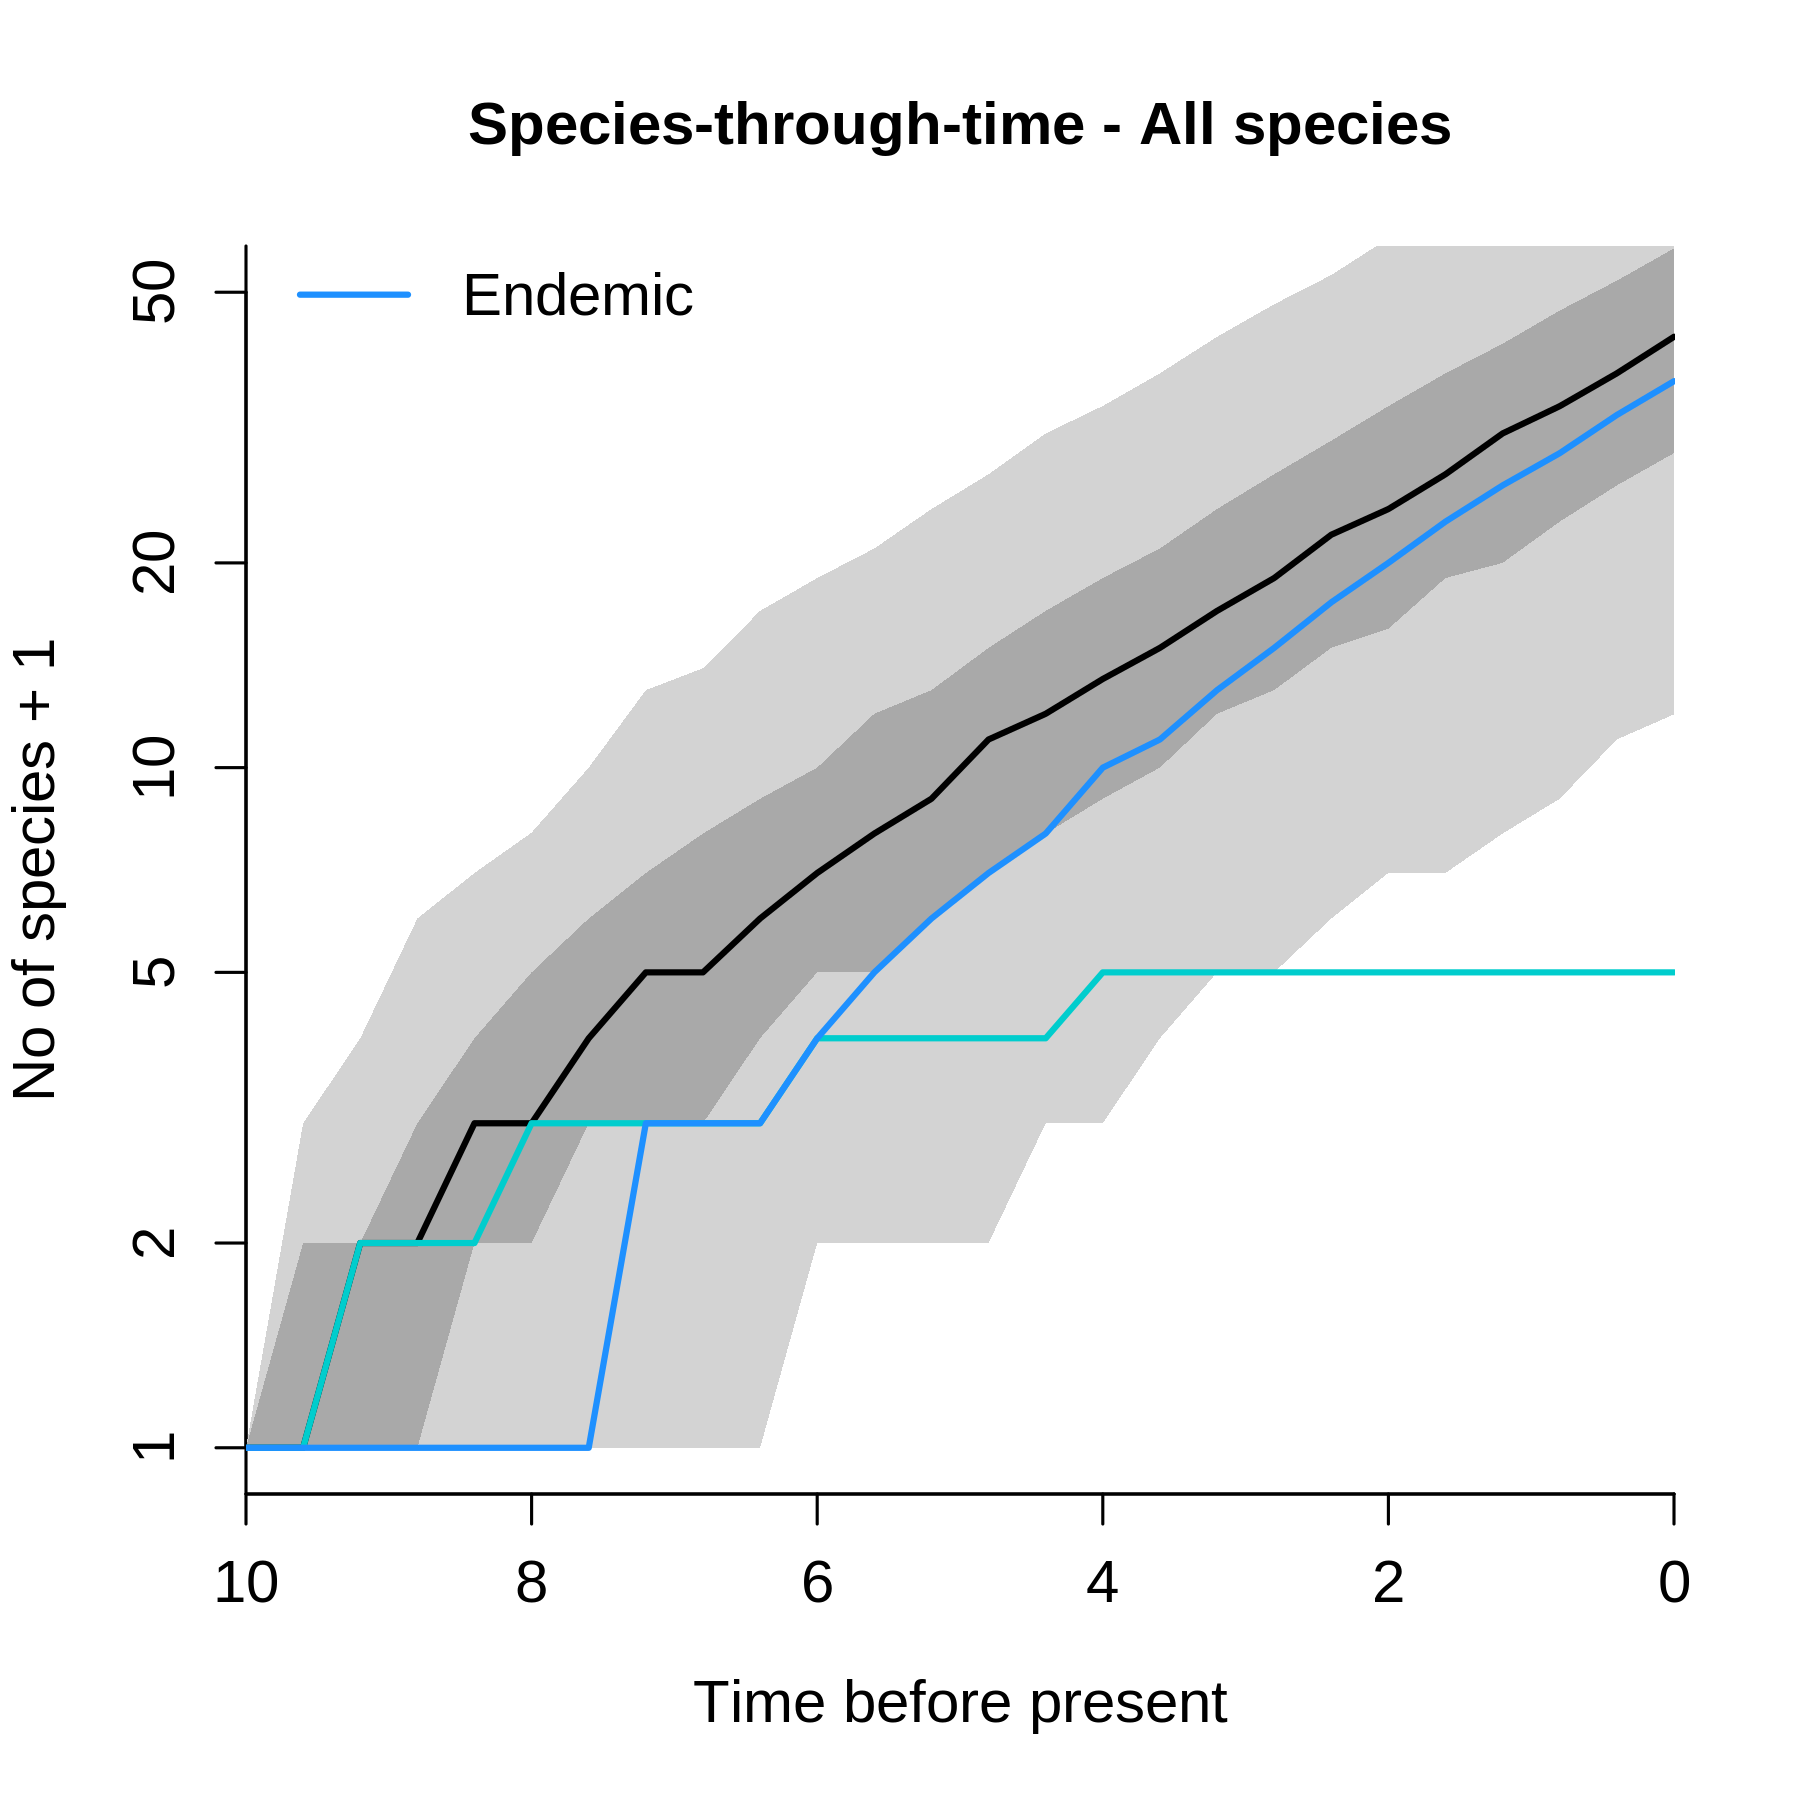 Species-through-time - All species
Endemic
No of species + 1
50
20
10
5
2
1
10 8 6 4 2 0
Time before present